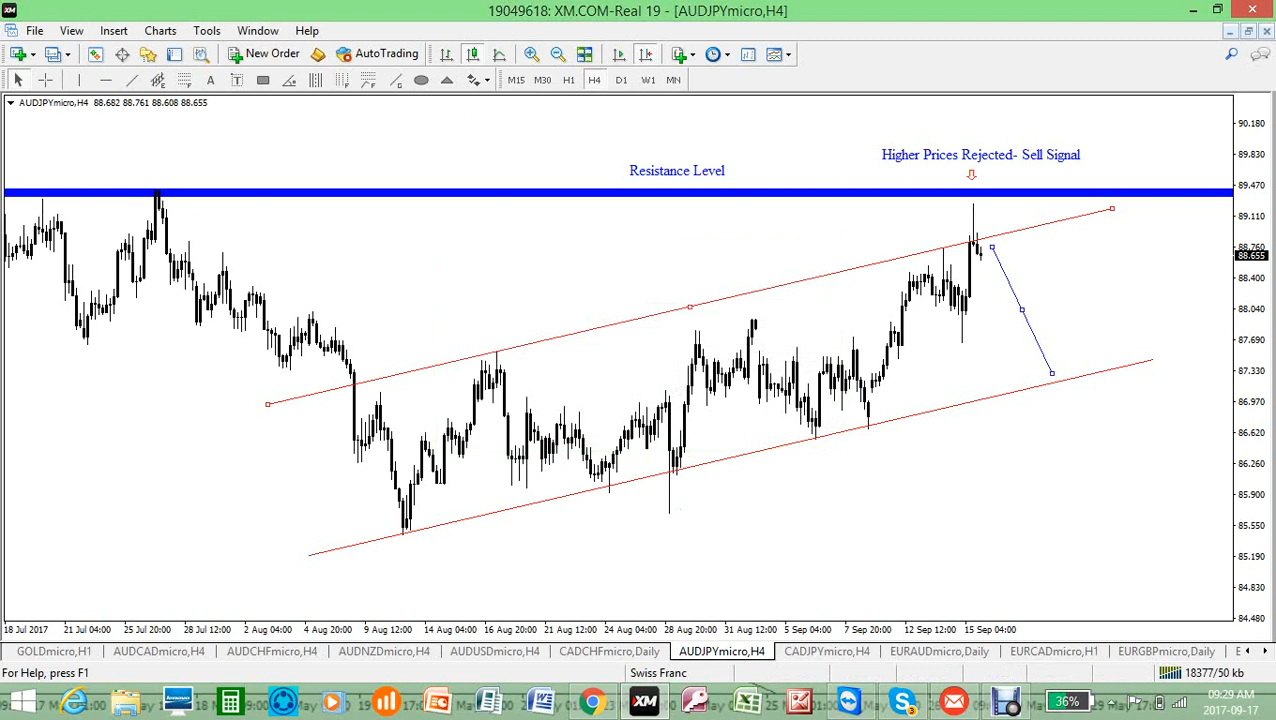 19049618: XM.COM-Real 19 - [AUDJPYmicro,H4]
XM
File View Insert Charts Tools Window Help
New Order AutoTrading
A T M15 M30 H1 H4 D1 W1 MN
AUDJPYmicro,H4 88.682 88.761 88.608 88.655
90.180
Higher Prices Rejected- Sell Signal
89.830
Resistance Level
89.470
89.110
88.760
88.655
88.400
88.040
87.690
87.330
86.970
86.620
86.260
85.900
85.550
85.190
84.830
84.480
18 Jul 2017 21 Jul 04:00 25 Jul 20:00 28 Jul 12:00 2 Aug 04:00 4 Aug 20:00 9 Aug 12:00 14 Aug 04:00 16 Aug 20:00 21 Aug 12:00 24 Aug 04:00 28 Aug 20:00 31 Aug 12:00 5 Sep 04:00 7 Sep 20:00 12 Sep 12:00 15 Sep 04:00
GOLDmicro,H1 AUDCADmicro,H4 AUDCHFmicro,H4 AUDNZDmicro,H4 AUDUSDmicro,H4 CADCHFmicro,Daily AUDJPYmicro,H4 CADJPYmicro,H4 EURAUDmicro,Daily EURCADmicro,H1 EURGBPmicro,Daily E
For Help, press F1 Swiss Franc 18377/50 kb
XM 3 36% 09:29 AM
2017-09-17